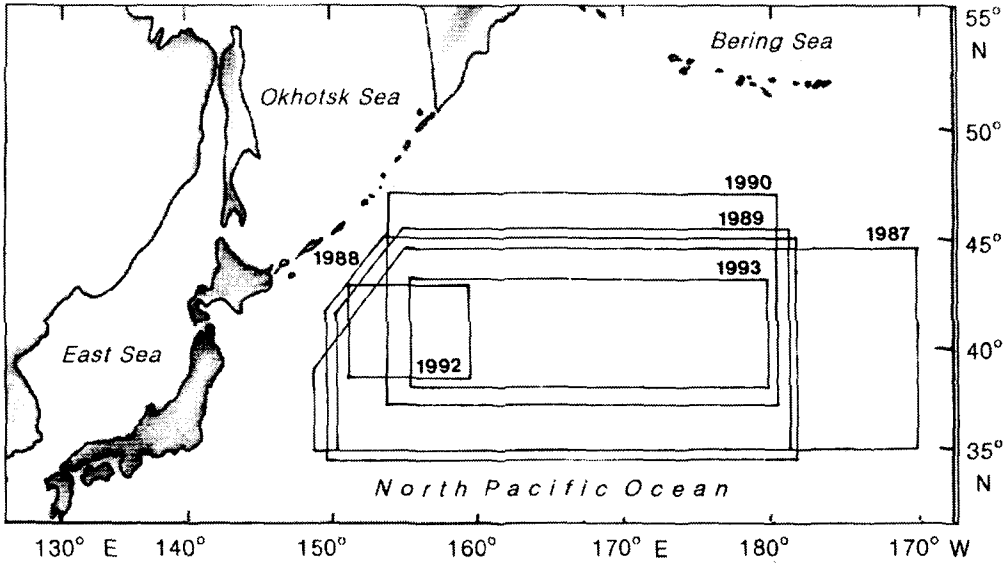 55°
N
Bering Sea
Okhotsk Sea
50°
1990
1989
1987
45°
1988
1993
East Sea
1992
40°
35°
N
North Pacific Ocean
130° E 140° 150° 160° 170° E 180° 170° W